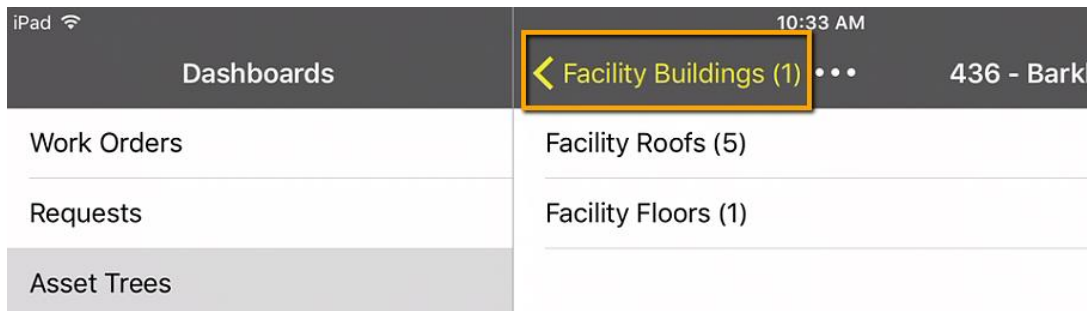 iPad 10:33 AM
Dashboards
Facility Buildings (1) ••• 436 -
Work Orders
Requests
Asset Trees
Facility Roofs (5)
Facility Floors (1)